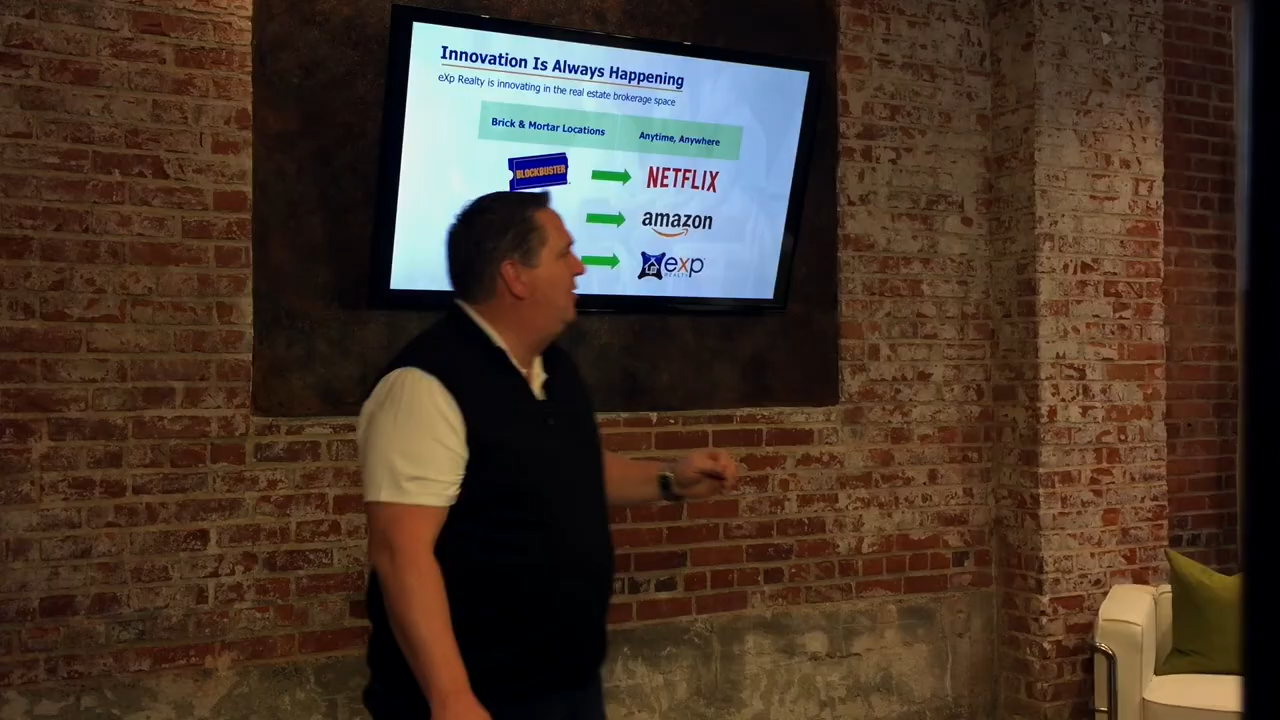 Innovation Is Always Happening
eXp Realty is innovating in the real estate brokerage space
Brick & Mortar Locations
Anytime, Anywhere
BLOCKBUSTER
NETFLIX
amazon
exp
REALTY